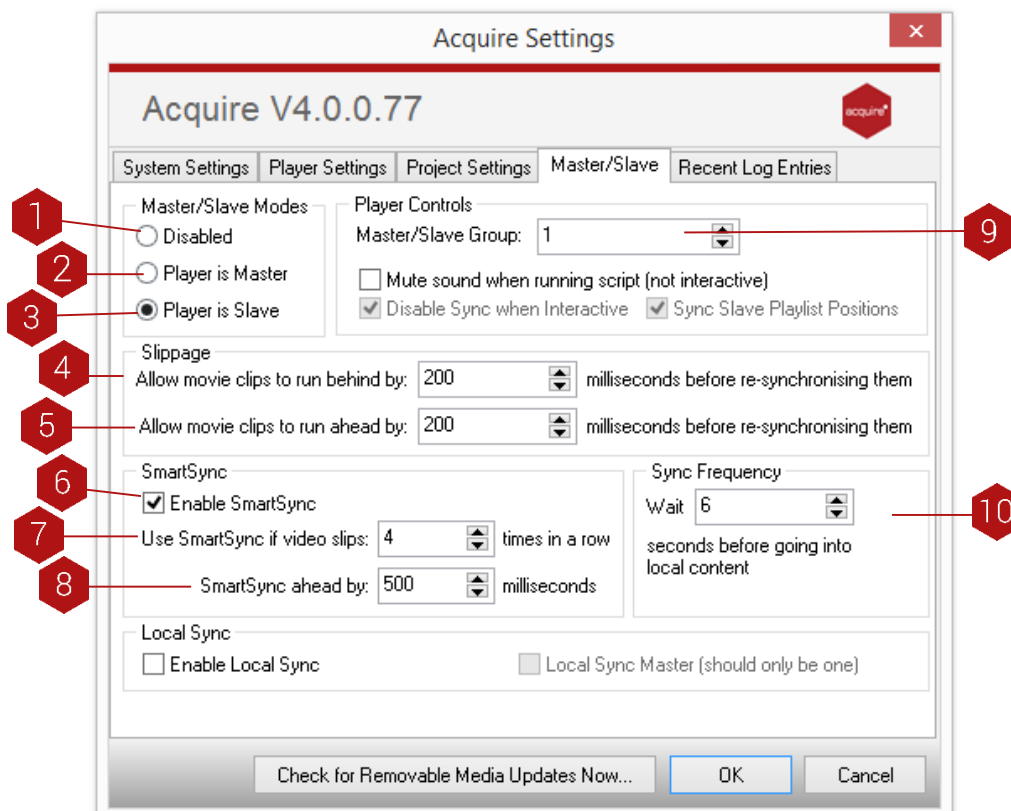 Acquire Settings
Acquire V4.0.0.77
acquire
System Settings Player Settings Project Settings Master/Slave Recent Log Entries
Master/Slave Modes
1
Disabled
2
Player is Master
3
Player is Slave
Player Controls
Master/Slave Group: 1
9
Mute sound when running script (not interactive)
Disable Sync when Interactive Sync Slave Playlist Positions
Slippage
4
Allow movie clips to run behind by: 200 milliseconds before re-synchronising them
5
Allow movie clips to run ahead by: 200 milliseconds before re-synchronising them
SmartSync
6
Enable SmartSync
7
Use SmartSync if video slips: 4 times in a row
8
SmartSync ahead by: 500 milliseconds
Sync Frequency
Wait 6
10
seconds before going into
local content
Local Sync
Enable Local Sync Local Sync Master (should only be one)
Check for Removable Media Updates Now... OK Cancel